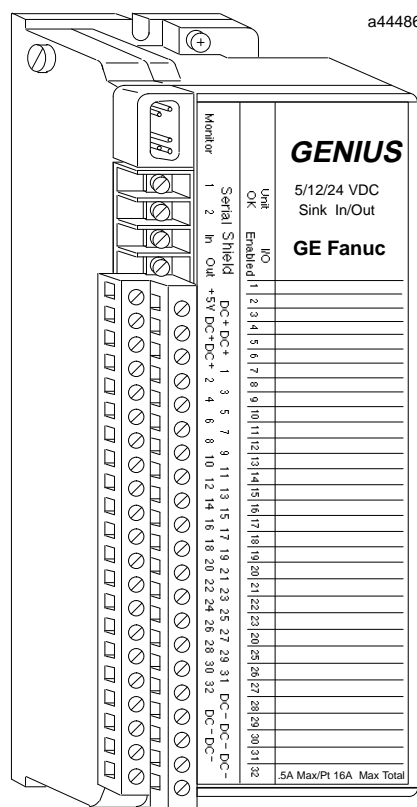 a44486
GENIUS
5/12/24 VDC
Sink In/Out
GE Fanuc
Unit OK
I/O Enabled
Monitor
Serial Shield
1 2 In Out
+5V DC+ DC+ 2 4 6 8 10 12 14 16 18 20 22 24 26 28 30 32 DC- DC-
DC+ DC+ 1 3 5 7 9 11 13 15 17 19 21 23 25 27 29 31 DC- DC- DC-
1
2
3
4
5
6
7
8
9
10
11
12
13
14
15
16
17
18
19
20
21
22
23
20
25
26
27
28
29
30
31
32
.5A Max/Pt 16A Max Total